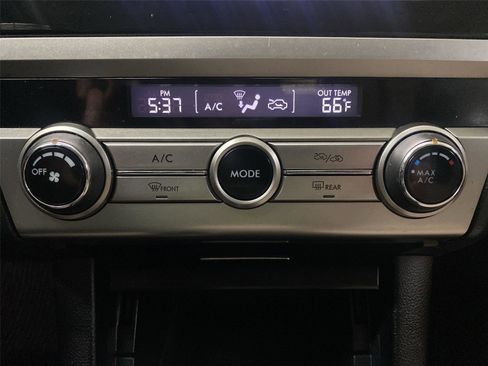 PM
5:37
A/C
OUT TEMP
66°F
OFF
A/C
FRONT
MODE
REAR
MAX
A/C